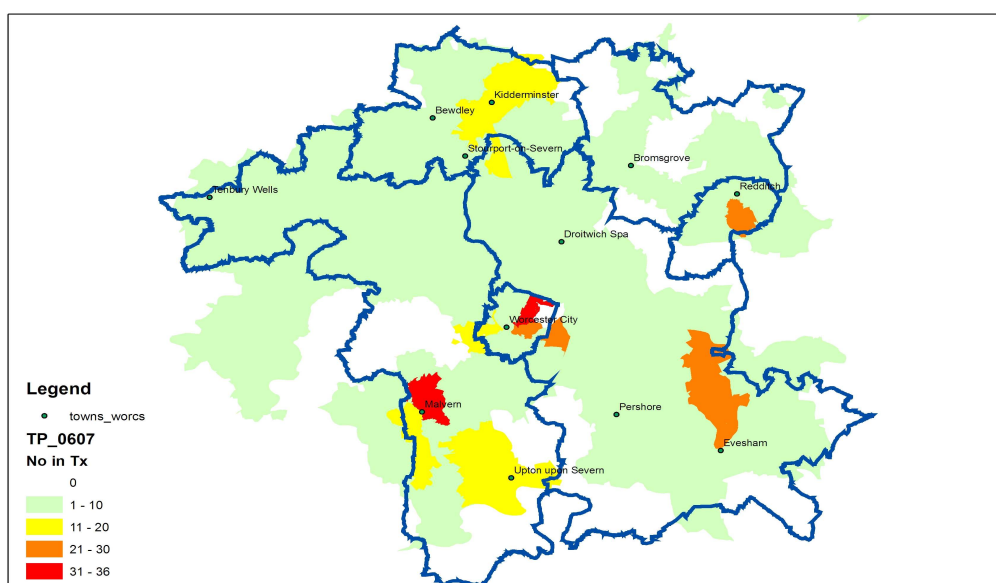 Kidderminster
Bewdley
Stourport-on-Severn
Bromsgrove
Tenbury Wells
Redditch
Droitwich Spa
Worcester City
Malvern
Pershore
Evesham
Upton upon Severn
Legend
towns_worcs
TP_0607
No in Tx
0
1 - 10
11 - 20
21 - 30
31 - 36